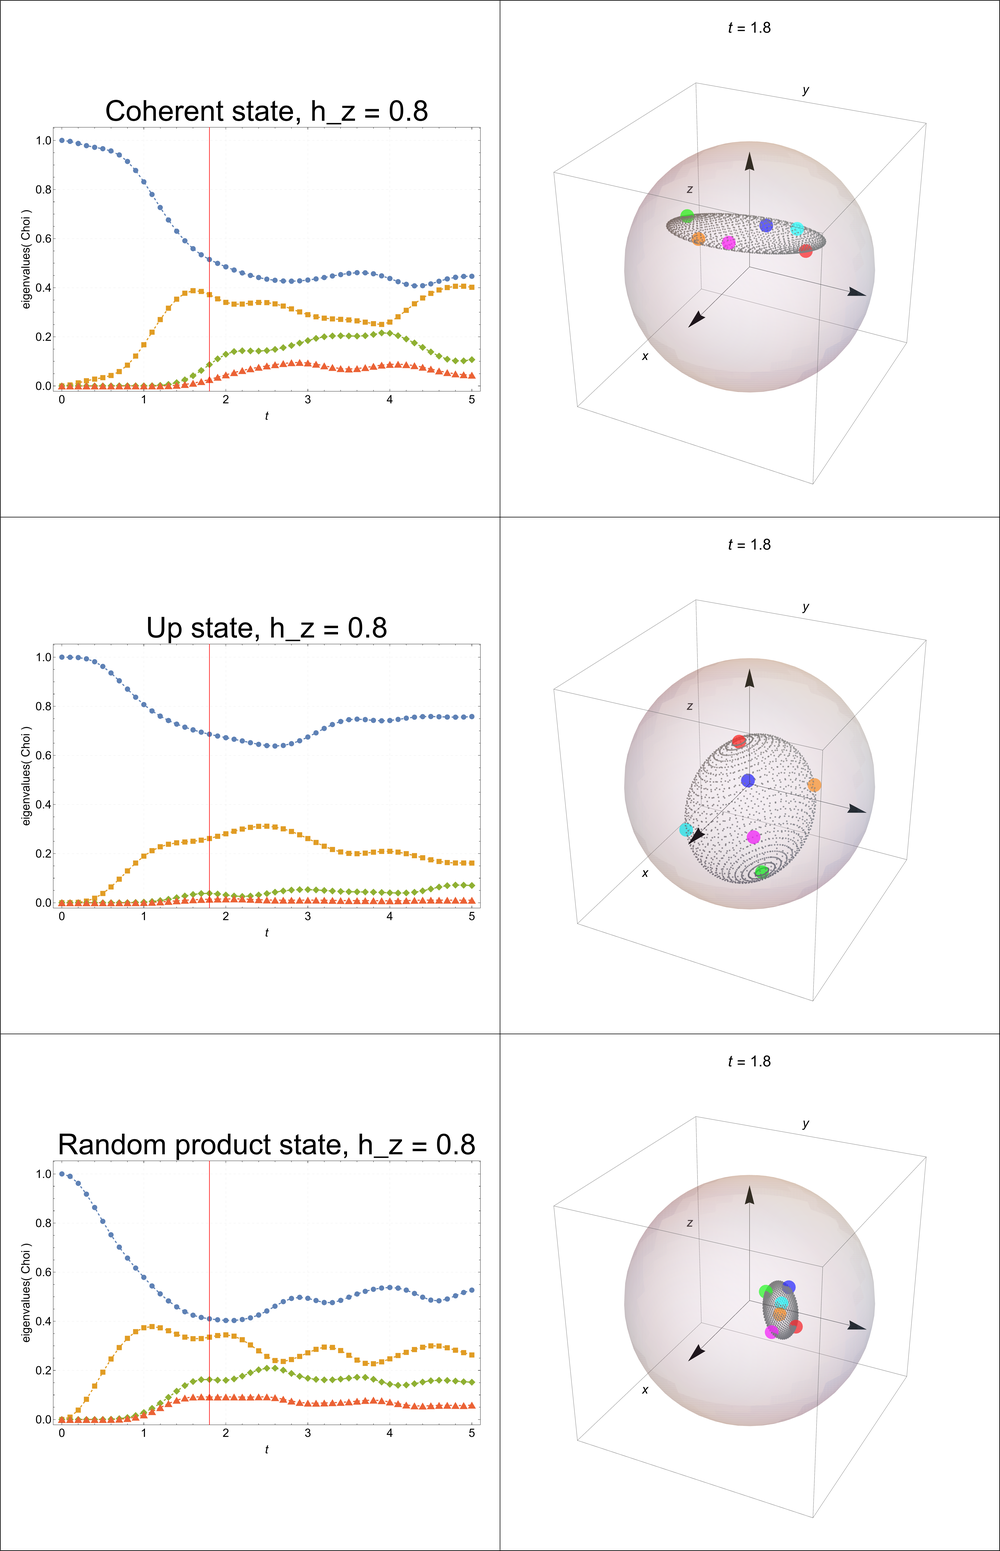 Coherent state, h_z = 0.8
eigenvalues( Choi )
1.0
0.8
0.6
0.4
0.2
0.0
0 1 2 3 4 5
t
t = 1.8
y
z
x
Up state, h_z = 0.8
eigenvalues( Choi )
1.0
0.8
0.6
0.4
0.2
0.0
0 1 2 3 4 5
t
t = 1.8
y
z
x
Random product state, h_z = 0.8
eigenvalues( Choi )
1.0
0.8
0.6
0.4
0.2
0.0
0 1 2 3 4 5
t
t = 1.8
y
z
x